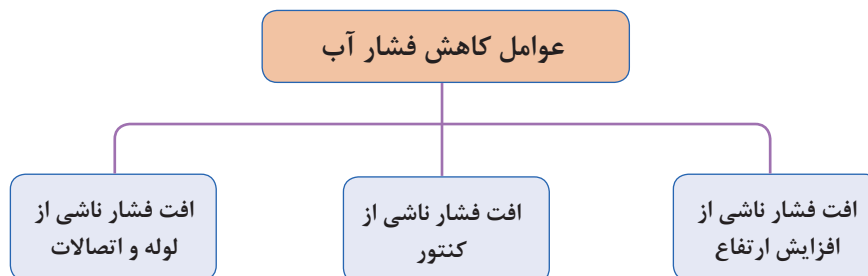 عوامل کاهش فشار آب
افت فشار ناشی از
افزایش ارتفاع
افت فشار ناشی از
کنتور
افت فشار ناشی از
لوله و اتصالات